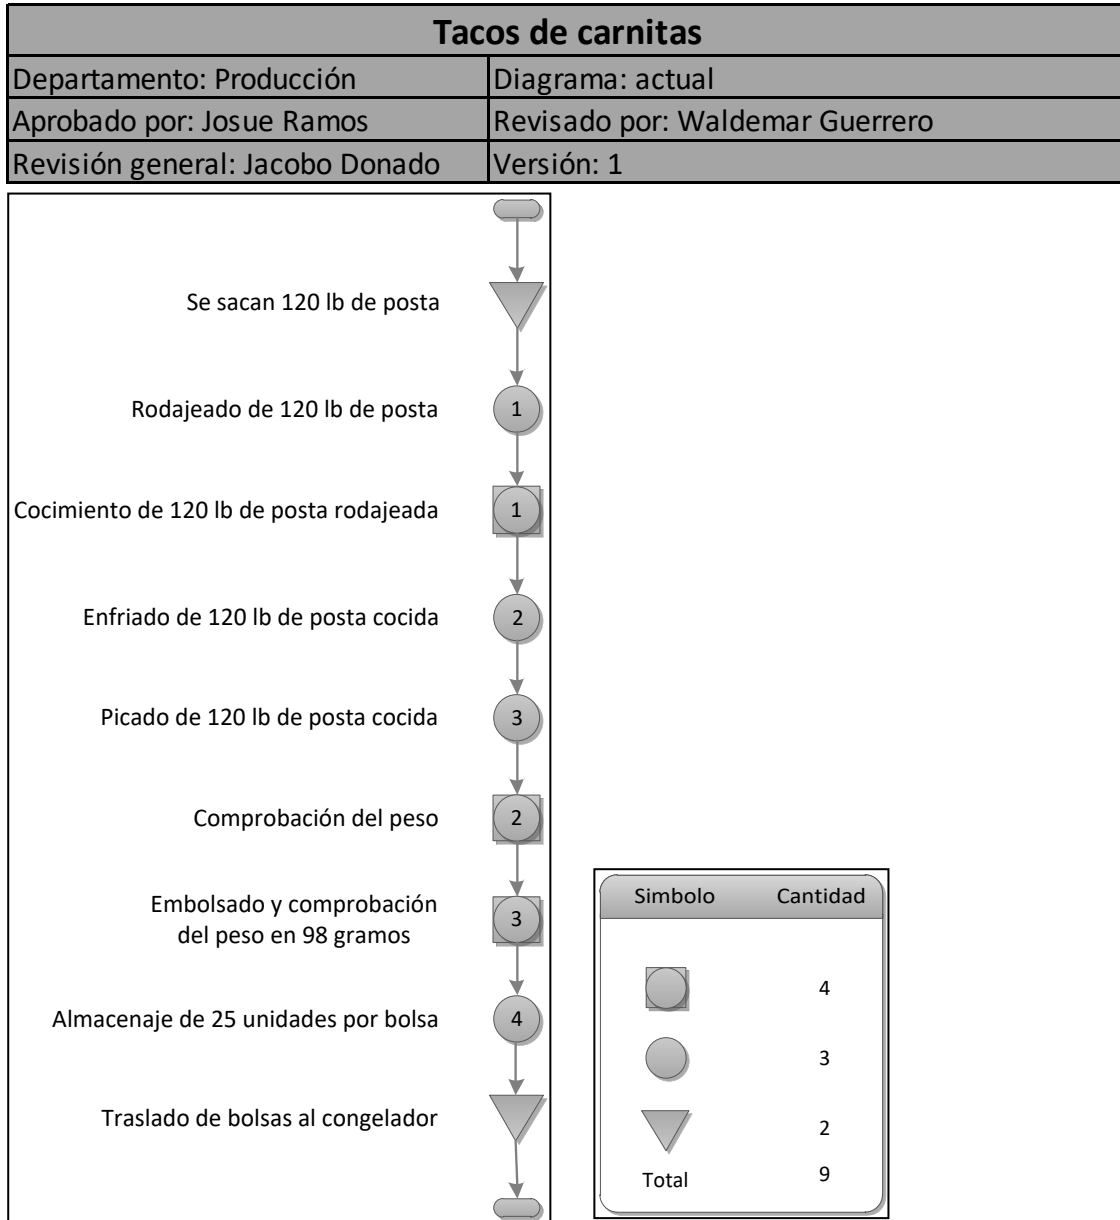 Tacos de carnitas
Departamento: Producción
Diagrama: actual
Aprobado por: Josue Ramos
Revisado por: Waldemar Guerrero
Revisión general: Jacobo Donado
Versión: 1
Se sacan 120 lb de posta
Rodajeado de 120 lb de posta
1
Cocimiento de 120 lb de posta rodajeada
1
Enfriado de 120 lb de posta cocida
2
Picado de 120 lb de posta cocida
3
Comprobación del peso
2
Embolsado y comprobación
del peso en 98 gramos
3
Almacenaje de 25 unidades por bolsa
4
Traslado de bolsas al congelador
Simbolo
Cantidad
4
3
2
Total
9